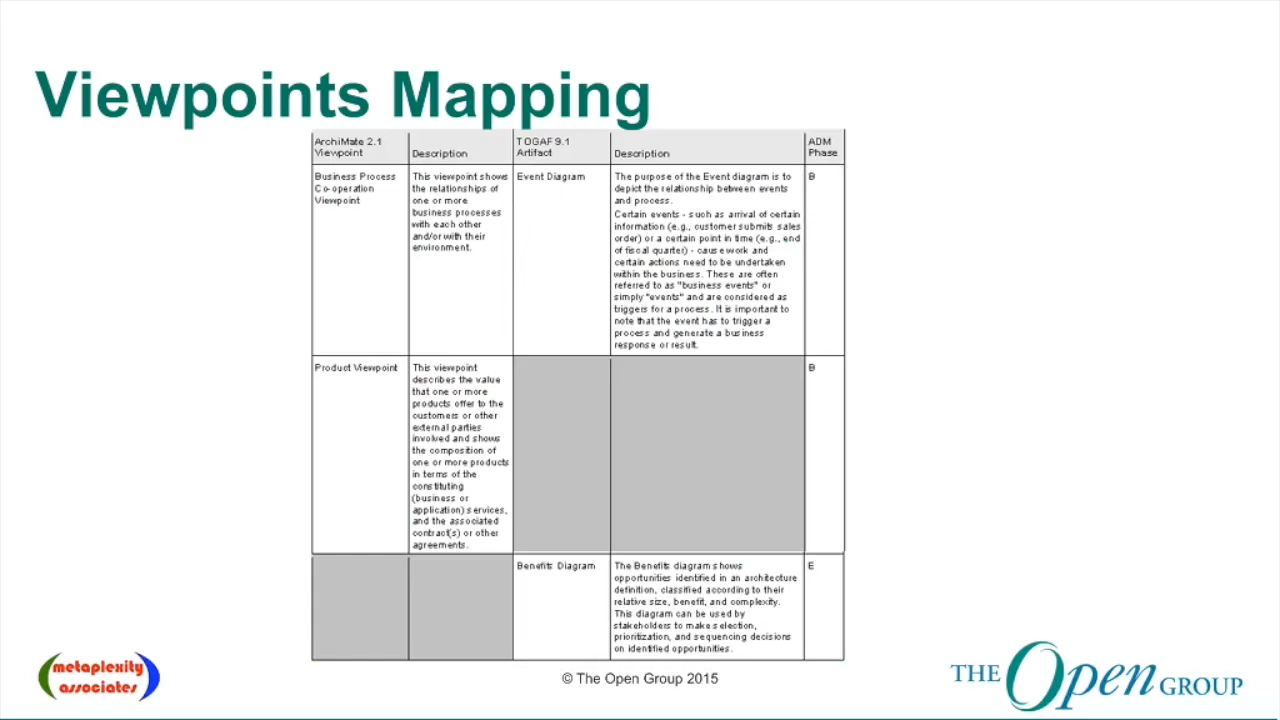 Viewpoints Mapping
ArchiMate 2.1
Viewpoint
Description
TOGAF 9.1
Artifact
Description
ADM
Phase
Business Process
Co-operation
Viewpoint
This viewpoint shows
the relationships of
one or more
business processes
with each other
and/or with their
environment.
Event Diagram
The purpose of the Event diagram is to
depict the relationship between events
and process.
Certain events - such as arrival of certain
information (e.g., customer submits sales
order) or a certain point in time (e.g., end
of fiscal quarter) - cause work and
certain actions need to be undertaken
within the business. These are often
referred to as "business events" or
simply "events" and are considered as
triggers for a process. It is important to
note that the event has to trigger a
process and generate a business
response or result.
B
Product Viewpoint
This viewpoint
describes the value
that one or more
products offer to the
customers or other
external parties
involved and shows
the composition of
one or more products
in terms of the
constituting
(business or
application) services,
and the associated
contract(s) or other
agreements.
B
Benefits Diagram
The Benefits diagram shows
opportunities identified in an architecture
definition, classified according to their
relative size, benefit, and complexity.
This diagram can be used by
stakeholders to make selection,
prioritization, and sequencing decisions
on identified opportunities.
E
metaplexity
associates
© The Open Group 2015
THE Open GROUP